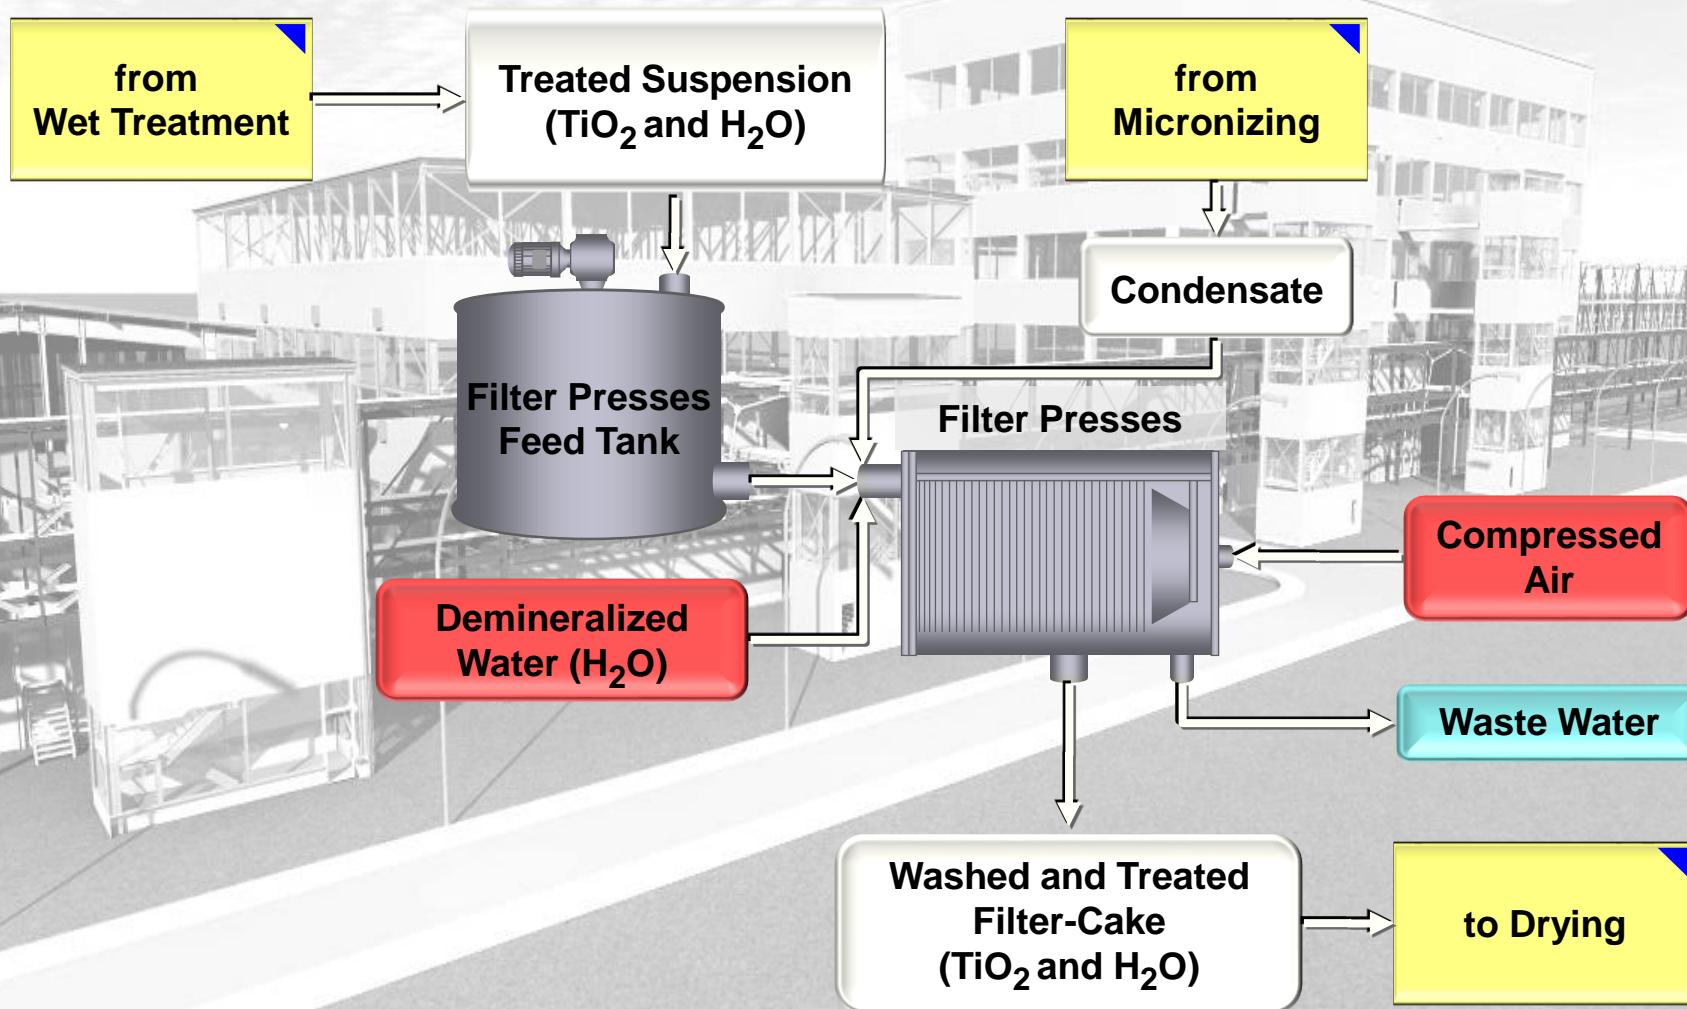 from
Wet Treatment
Treated Suspension
(TiO₂ and H₂O)
from
Micronizing
Condensate
Filter Presses
Feed Tank
Filter Presses
Compressed
Air
Demineralized
Water (H₂O)
Waste Water
Washed and Treated
Filter-Cake
(TiO₂ and H₂O)
to Drying